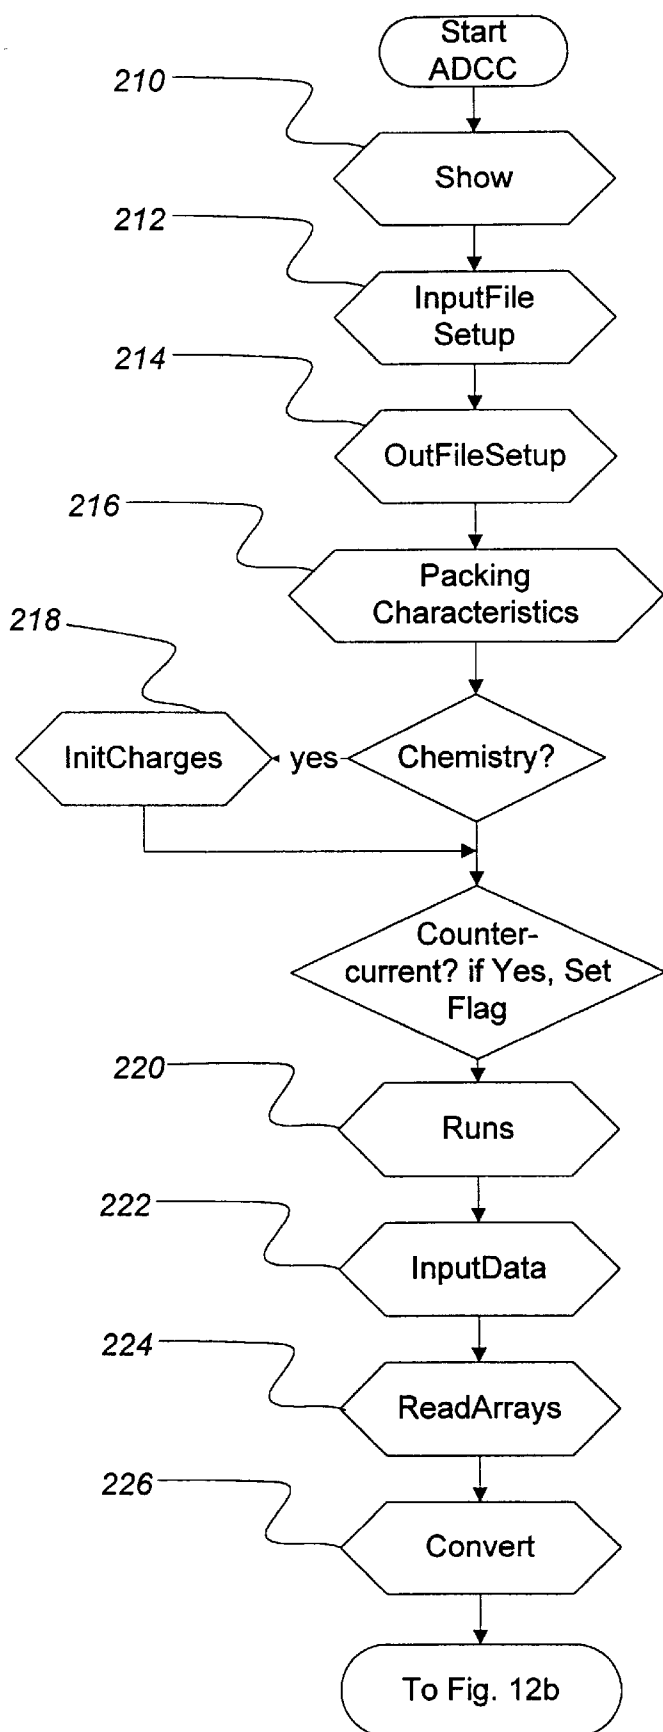 Start
ADCC
210
Show
212
InputFile
Setup
214
OutFileSetup
216
Packing
Characteristics
218
InitCharges
yes
Chemistry?
Counter-
current? if Yes, Set
Flag
220
Runs
222
InputData
224
ReadArrays
226
Convert
To Fig. 12b